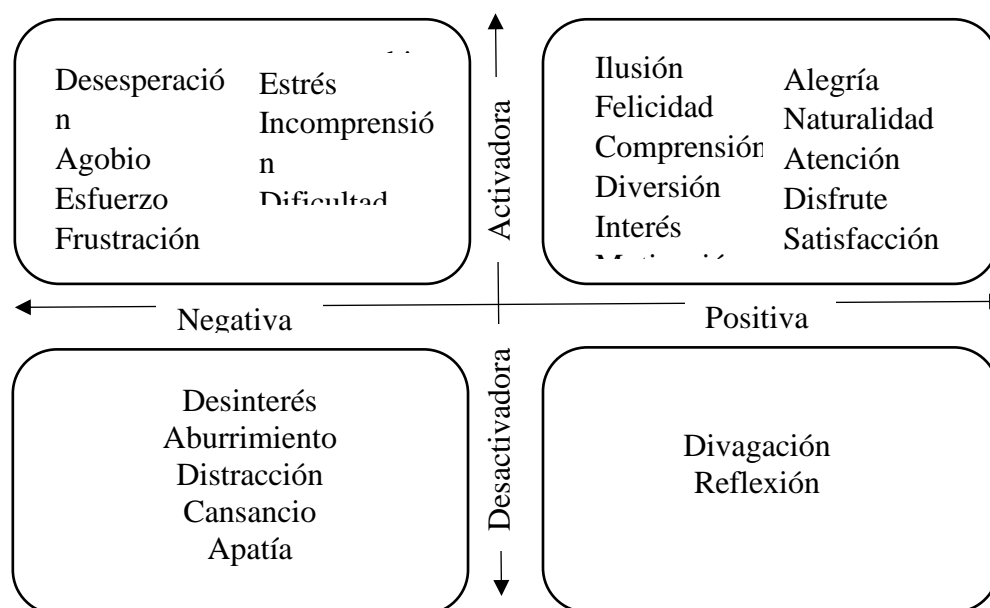 Desesperació
n
Agobio
Esfuerzo
Frustración
Estrés
Incomprensió
n
Dificultad
Activadora
Ilusión
Felicidad
Comprensión
Diversión
Interés
Alegría
Naturalidad
Atención
Disfrute
Satisfacción
Negativa
Positiva
Desinterés
Aburrimiento
Distracción
Cansancio
Apatía
Desactivadora
Divagación
Reflexión